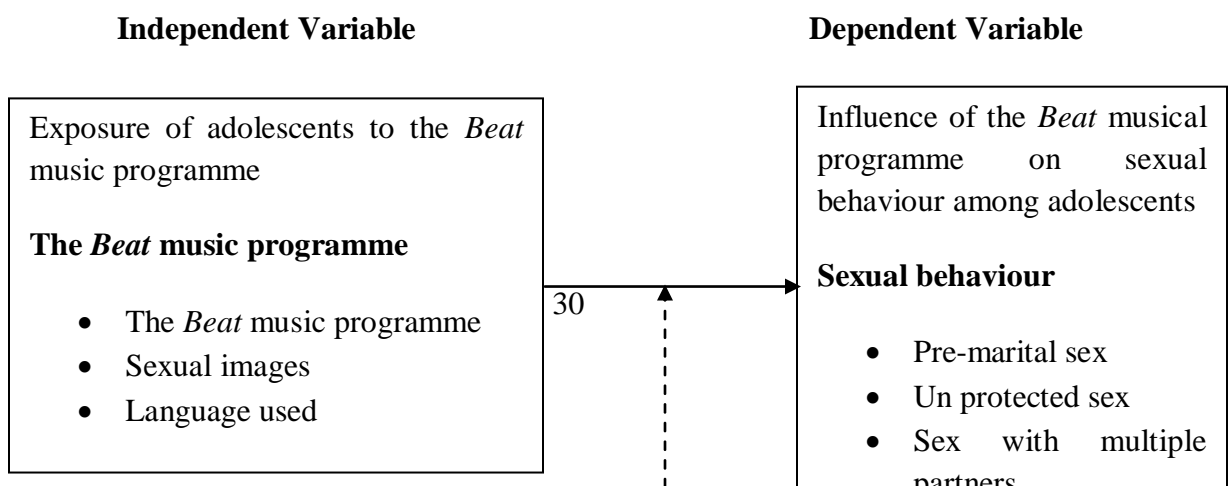 Independent Variable
Dependent Variable
Exposure of adolescents to the Beat
music programme
The Beat music programme
• The Beat music programme
• Sexual images
• Language used
30
Influence of the Beat musical
programme on sexual
behaviour among adolescents
Sexual behaviour
• Pre-marital sex
• Un protected sex
• Sex with multiple
partners